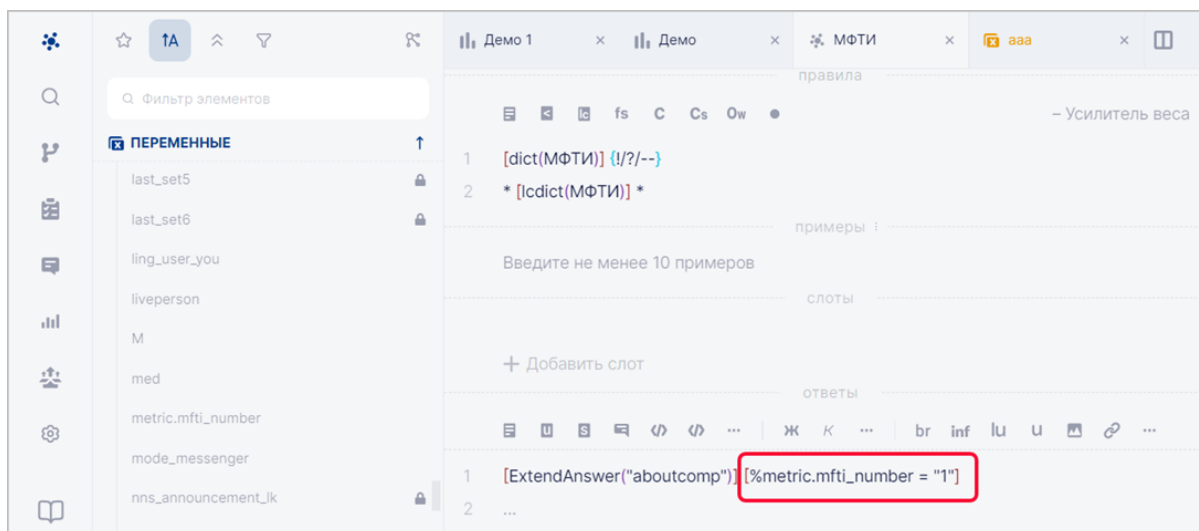 Демо 1
Демо
МФТИ
aaa
Фильтр элементов
ПЕРЕМЕННЫЕ
last_set5
last_set6
ling_user_you
liveperson
M
med
metric.mfti_number
mode_messenger
nns_announcement_lk
правила
fs C Cs Ow
– Усилитель веса
1 [dict(МФТИ)] {!/?/--}
2 * [lcdict(МФТИ)] *
примеры
Введите не менее 10 примеров
слоты
+ Добавить слот
ответы
U S </> </> ... Ж К ... br inf lu u ...
1 [ExtendAnswer("aboutcomp")] [%metric.mfti_number = "1"]
2 ...